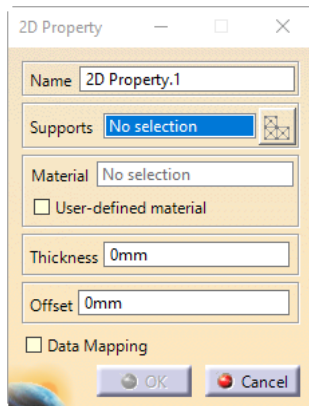 2D Property
Name 2D Property.1
Supports No selection
Material No selection
User-defined material
Thickness 0mm
Offset 0mm
Data Mapping
OK Cancel